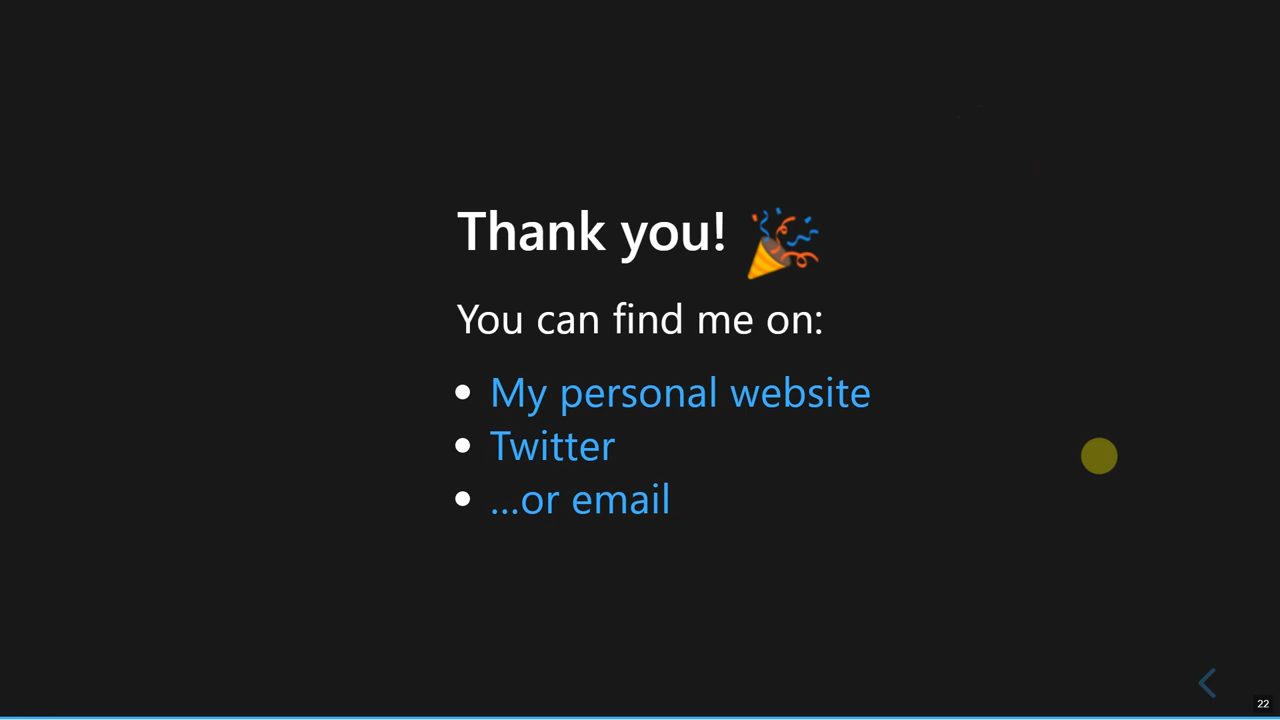 Thank you! 🎉
You can find me on:
My personal website
Twitter
...or email
22